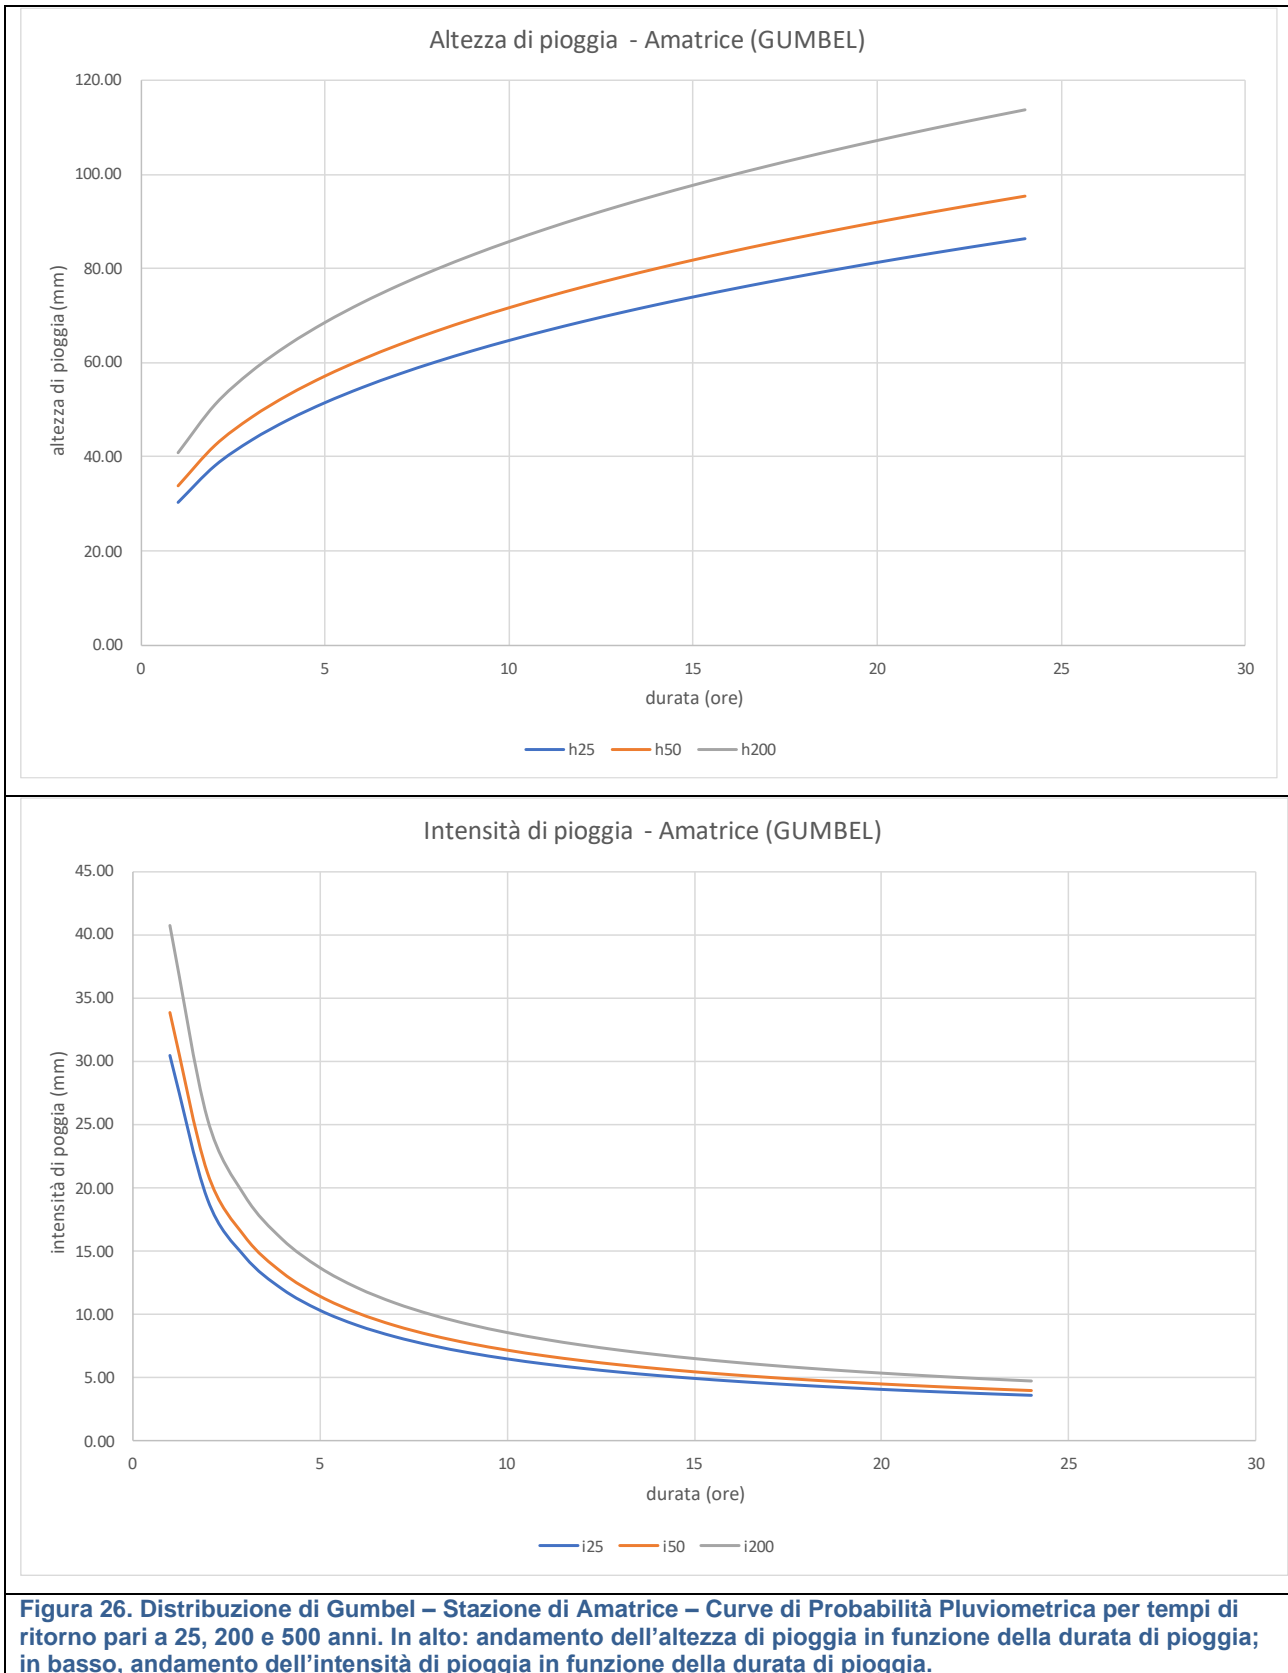 Altezza di pioggia - Amatrice (GUMBEL)
120.00
100.00
80.00
60.00
40.00
20.00
0.00
altezza di pioggia (mm)
0 5 10 15 20 25 30
durata (ore)
h25 h50 h200
Intensità di pioggia - Amatrice (GUMBEL)
45.00
40.00
35.00
30.00
25.00
20.00
15.00
10.00
5.00
0.00
intensità di poggia (mm)
0 5 10 15 20 25 30
durata (ore)
i25 i50 i200
Figura 26. Distribuzione di Gumbel – Stazione di Amatrice – Curve di Probabilità Pluviometrica per tempi di
ritorno pari a 25, 200 e 500 anni. In alto: andamento dell’altezza di pioggia in funzione della durata di pioggia;
in basso, andamento dell’intensità di pioggia in funzione della durata di pioggia.